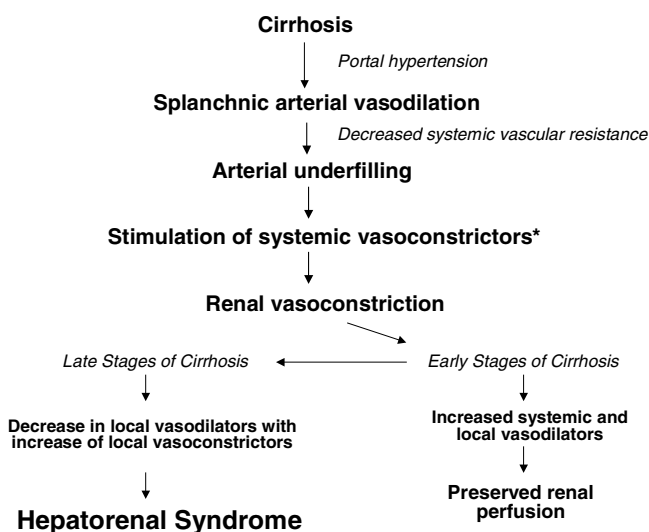 Cirrhosis
Portal hypertension
Splanchnic arterial vasodilation
Decreased systemic vascular resistance
Arterial underfilling
Stimulation of systemic vasoconstrictors*
Renal vasoconstriction
Late Stages of Cirrhosis
Early Stages of Cirrhosis
Decrease in local vasodilators with
increase of local vasoconstrictors
Increased systemic and
local vasodilators
Hepatorenal Syndrome
Preserved renal
perfusion